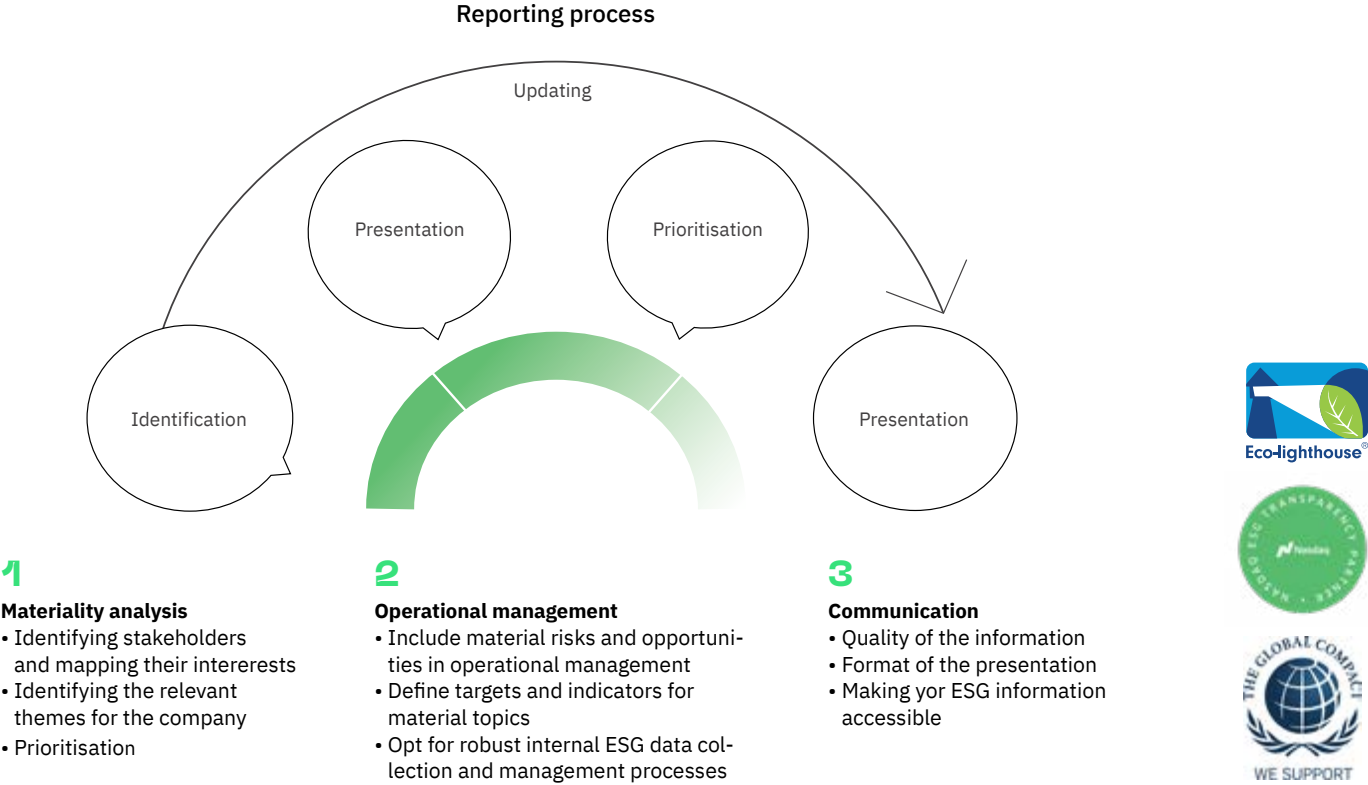 Reporting process
Updating
Presentation
Prioritisation
Identification
Presentation
1
Materiality analysis
• Identifying stakeholders
and mapping their intererests
• Identifying the relevant
themes for the company
• Prioritisation
2
Operational management
• Include material risks and opportuni-
ties in operational management
• Define targets and indicators for
material topics
• Opt for robust internal ESG data col-
lection and management processes
3
Communication
• Quality of the information
• Format of the presentation
• Making yor ESG information
accessible
Eco-lighthouse®
NASDAQ ESG TRANSPARENCY PARTNER
Nasdaq
THE GLOBAL COMPACT
WE SUPPORT